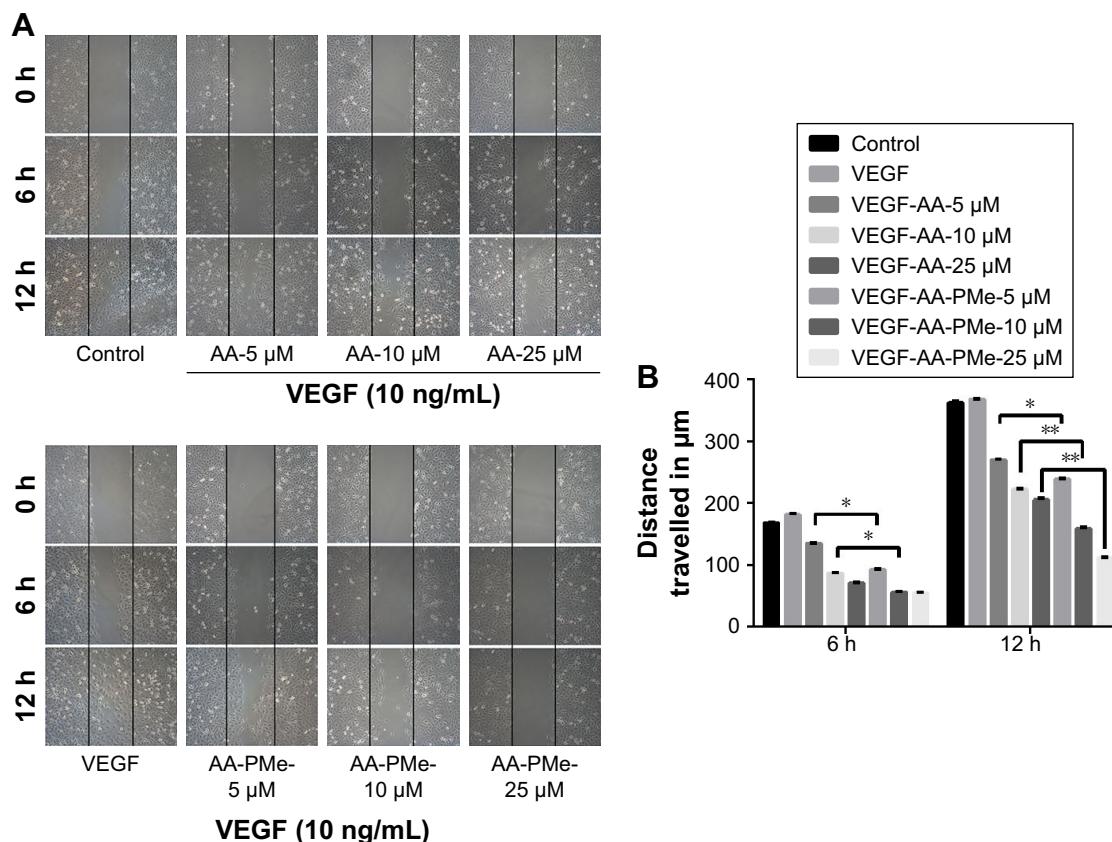 A
0 h
6 h
12 h
Control
AA-5 µM
AA-10 µM
AA-25 µM
VEGF (10 ng/mL)
0 h
6 h
12 h
VEGF
AA-PMe-
5 µM
AA-PMe-
10 µM
AA-PMe-
25 µM
VEGF (10 ng/mL)
Control
VEGF
VEGF-AA-5 µM
VEGF-AA-10 µM
VEGF-AA-25 µM
VEGF-AA-PMe-5 µM
VEGF-AA-PMe-10 µM
VEGF-AA-PMe-25 µM
B
Distance
travelled in µm
400
300
200
100
0
*
*
*
**
**
6 h
12 h